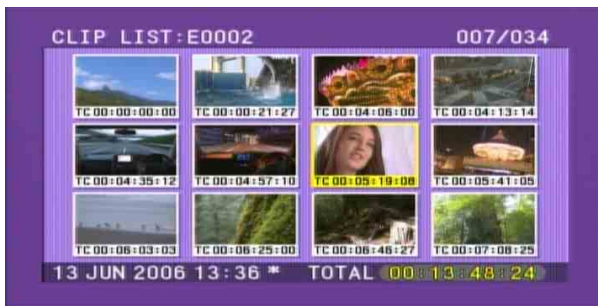 CLIP LIST:E0002 007/034
TC 00:00:00:00 TC 00:00:21:27 TC 00:04:06:00 TC 00:04:13:14
TC 00:04:35:12 TC 00:04:57:10 TC 00:05:19:08 TC 00:05:41:05
TC 00:06:03:03 TC 00:06:25:00 TC 00:06:46:27 TC 00:07:08:25
13 JUN 2006 13:36 * TOTAL 00:13:48:24